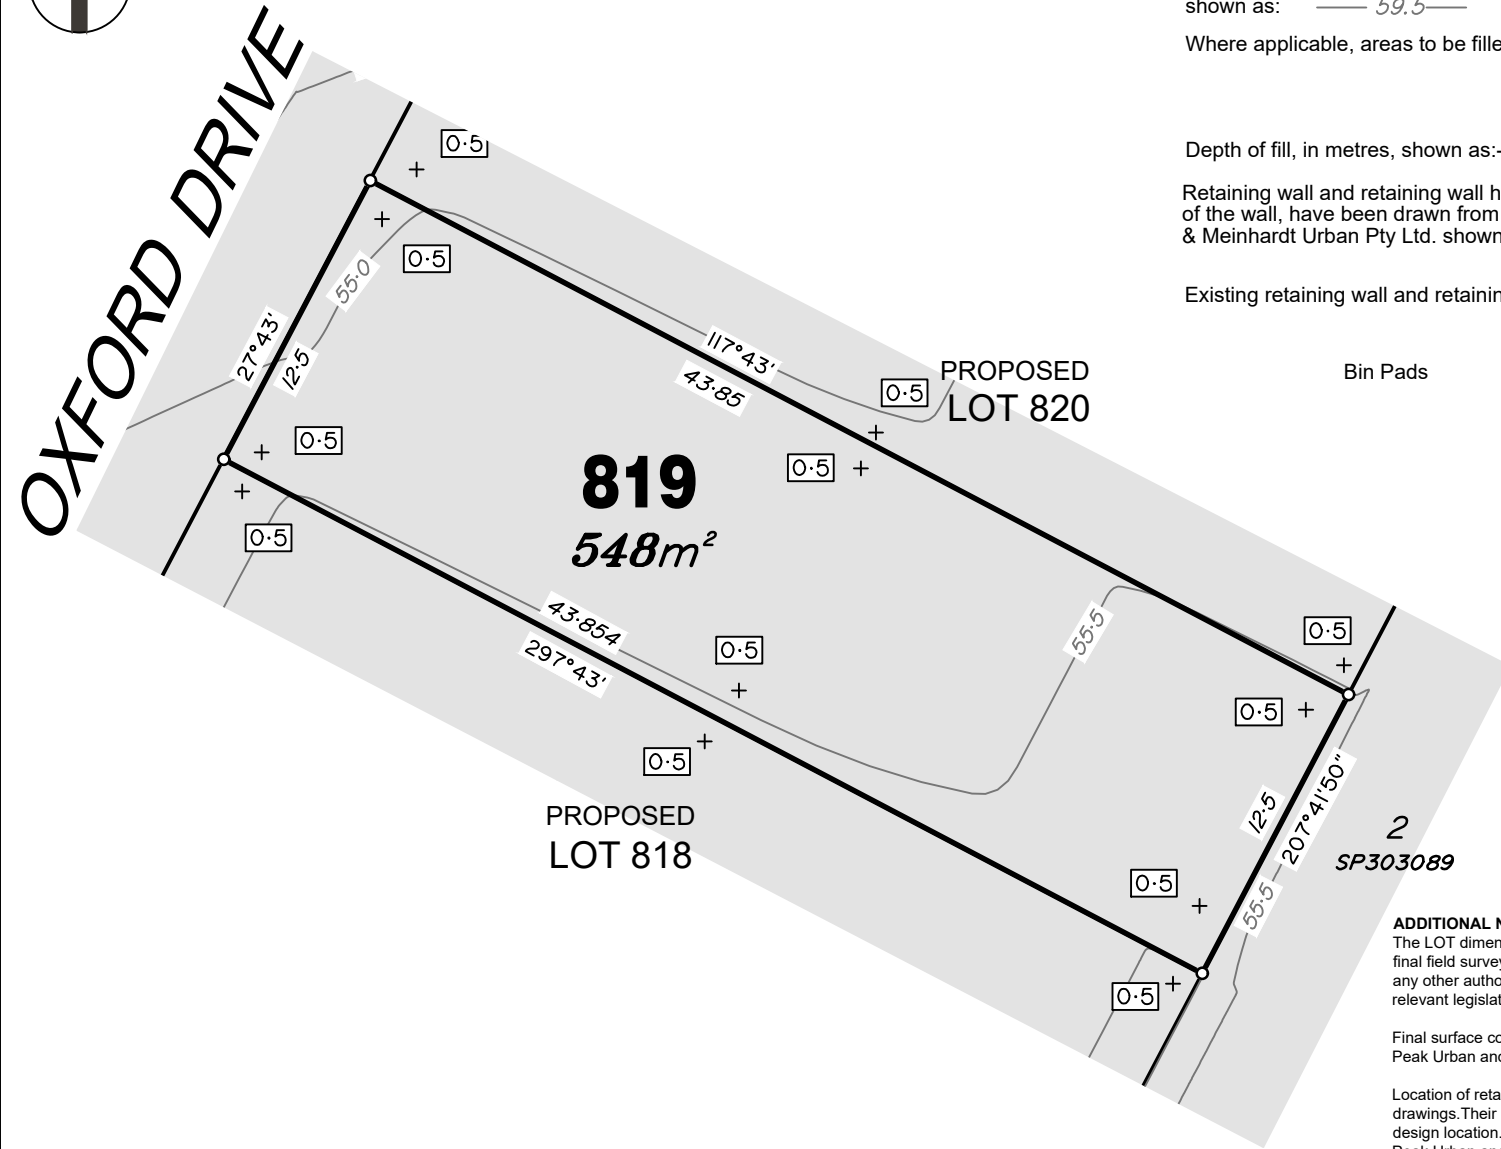 shown as: 59.5
Where applicable, areas to be fille
Depth of fill, in metres, shown as:-
Retaining wall and retaining wall h
of the wall, have been drawn from
& Meinhardt Urban Pty Ltd. shown
Existing retaining wall and retainin
Bin Pads
OXFORD DRIVE
0·5
0·5
55·0
27°43'
12·5
117°43'
43·85
0·5
PROPOSED
LOT 820
0·5
0·5
0·5
819
548m²
43·854
297°43'
0·5
0·5
PROPOSED
LOT 818
55·5
0·5
0·5
12·5
207°41'50"
55·5
2
SP303089
0·5
0·5
ADDITIONAL N
The LOT dimen
final field survey
any other autho
relevant legislat
Final surface co
Peak Urban and
Location of reta
drawings.Their
design location.